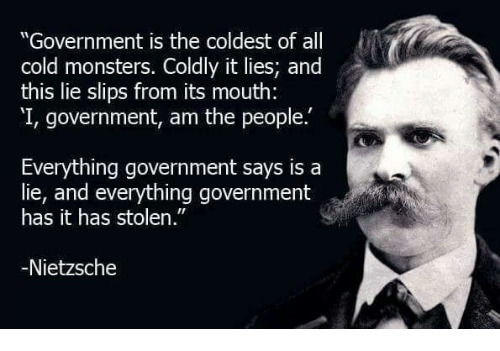 "Government is the coldest of all
cold monsters. Coldly it lies; and
this lie slips from its mouth:
'I, government, am the people.'
Everything government says is a
lie, and everything government
has it has stolen."
-Nietzsche